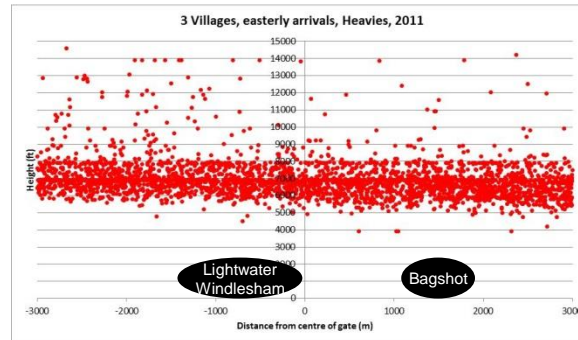 3 Villages, easterly arrivals, Heavies, 2011
15000
14000
13000
12000
11000
10000
9000
8000
7000
6000
5000
4000
3000
2000
1000
0
Height (ft)
Lightwater
Windlesham
Bagshot
-3000 -2000 -1000 0 1000 2000 3000
Distance from centre of gate (m)